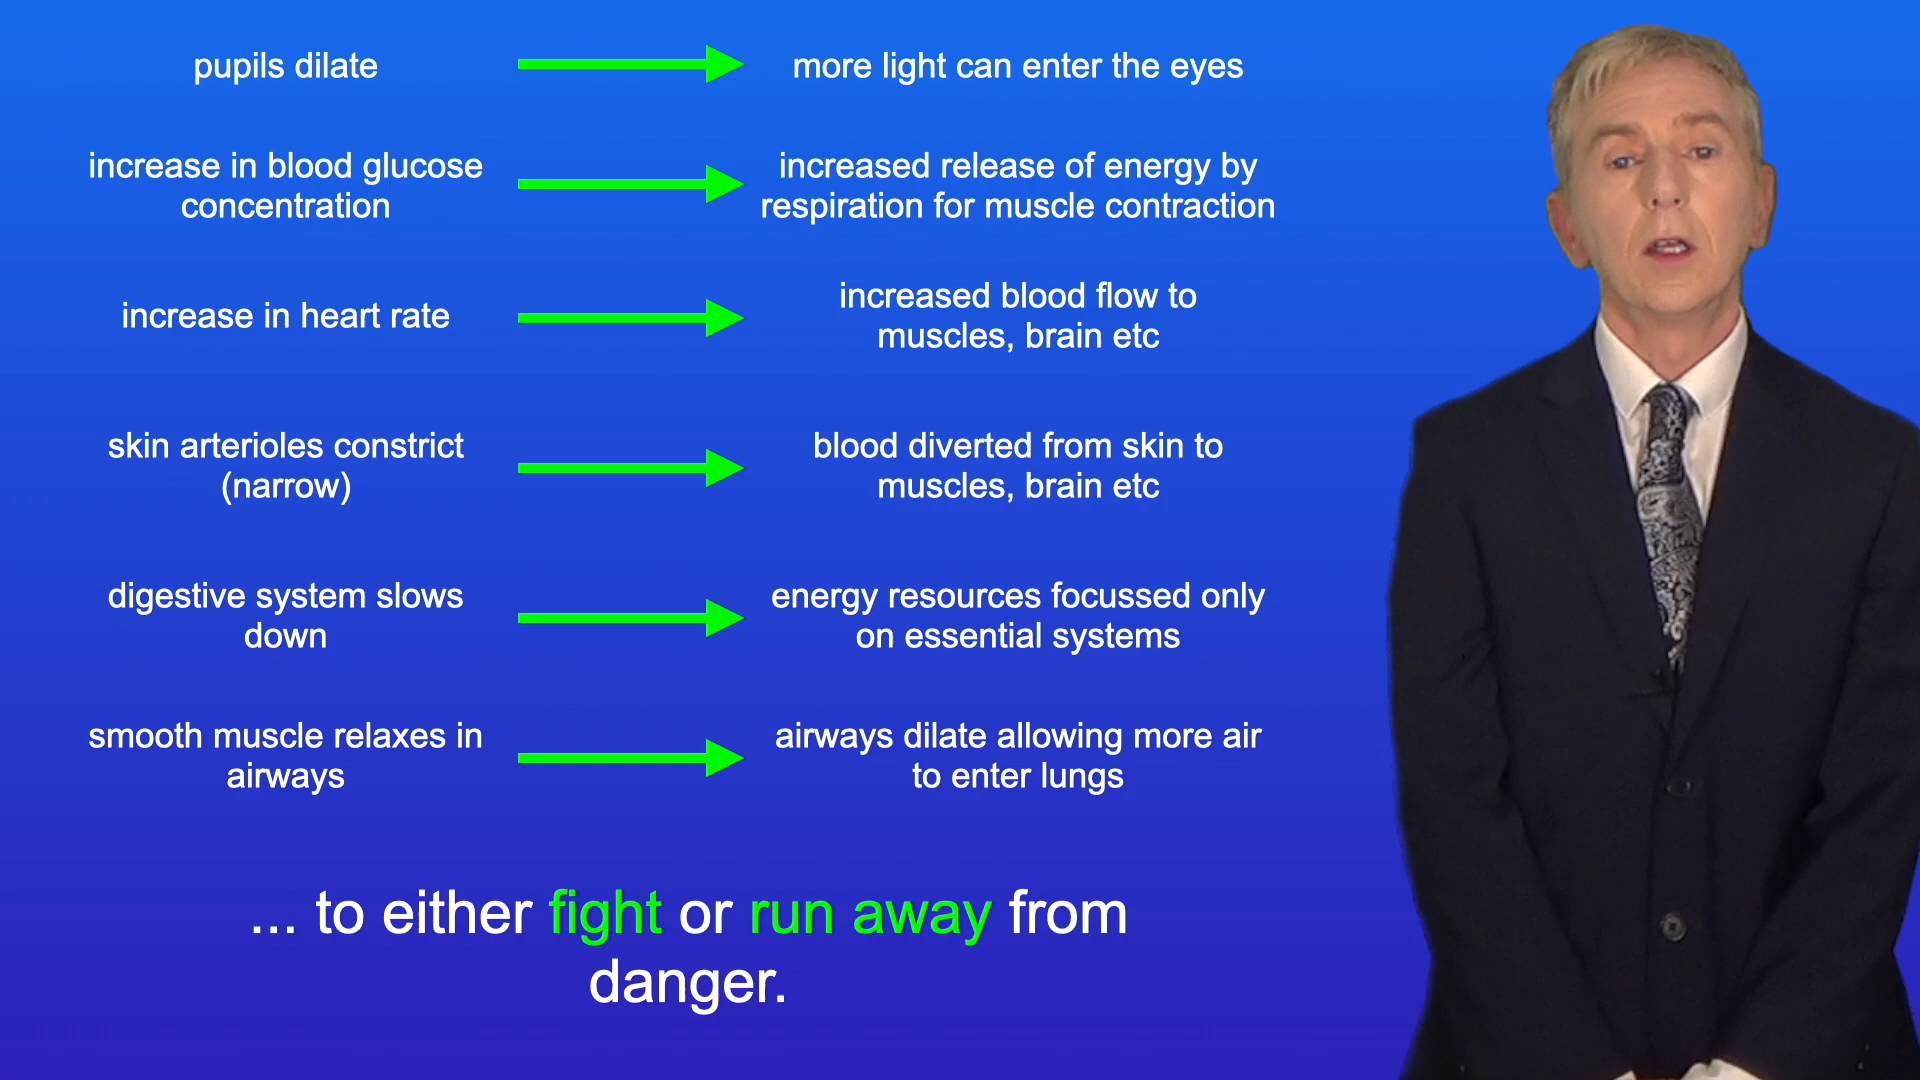 pupils dilate
more light can enter the eyes
increase in blood glucose
concentration
increased release of energy by
respiration for muscle contraction
increase in heart rate
increased blood flow to
muscles, brain etc
skin arterioles constrict
(narrow)
blood diverted from skin to
muscles, brain etc
digestive system slows
down
energy resources focussed only
on essential systems
smooth muscle relaxes in
airways
airways dilate allowing more air
to enter lungs
... to either fight or run away from
danger.